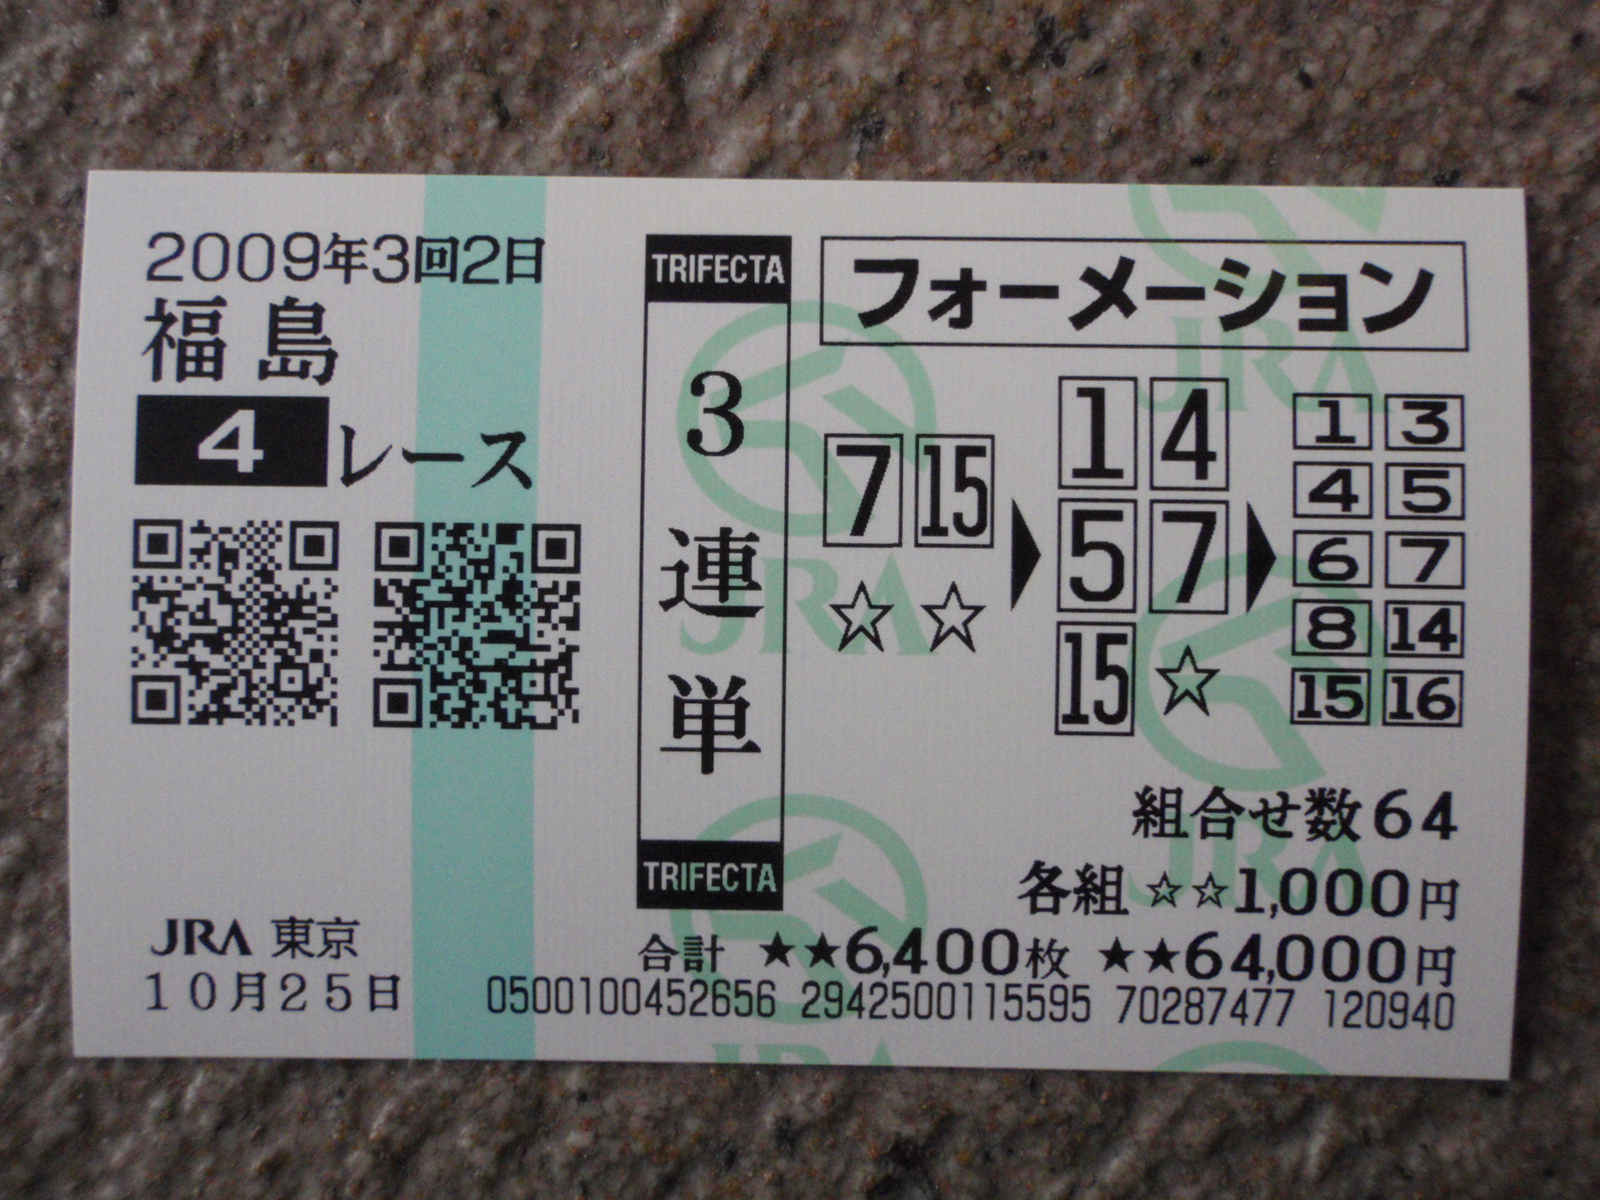 2009年3回2日
福島
4レース
JRA 東京
10月25日
TRIFECTA
3連単
TRIFECTA
フォーメーション
7 15
☆ ☆
1 4
5 7
15 ☆
1 3
4 5
6 7
8 14
15 16
組合せ数64
各組 ☆☆1,000円
合計 ★★6,400枚 ★★64,000円
0500100452656 2942500115595 70287477 120940
JRA
JRA
JRA
JRA